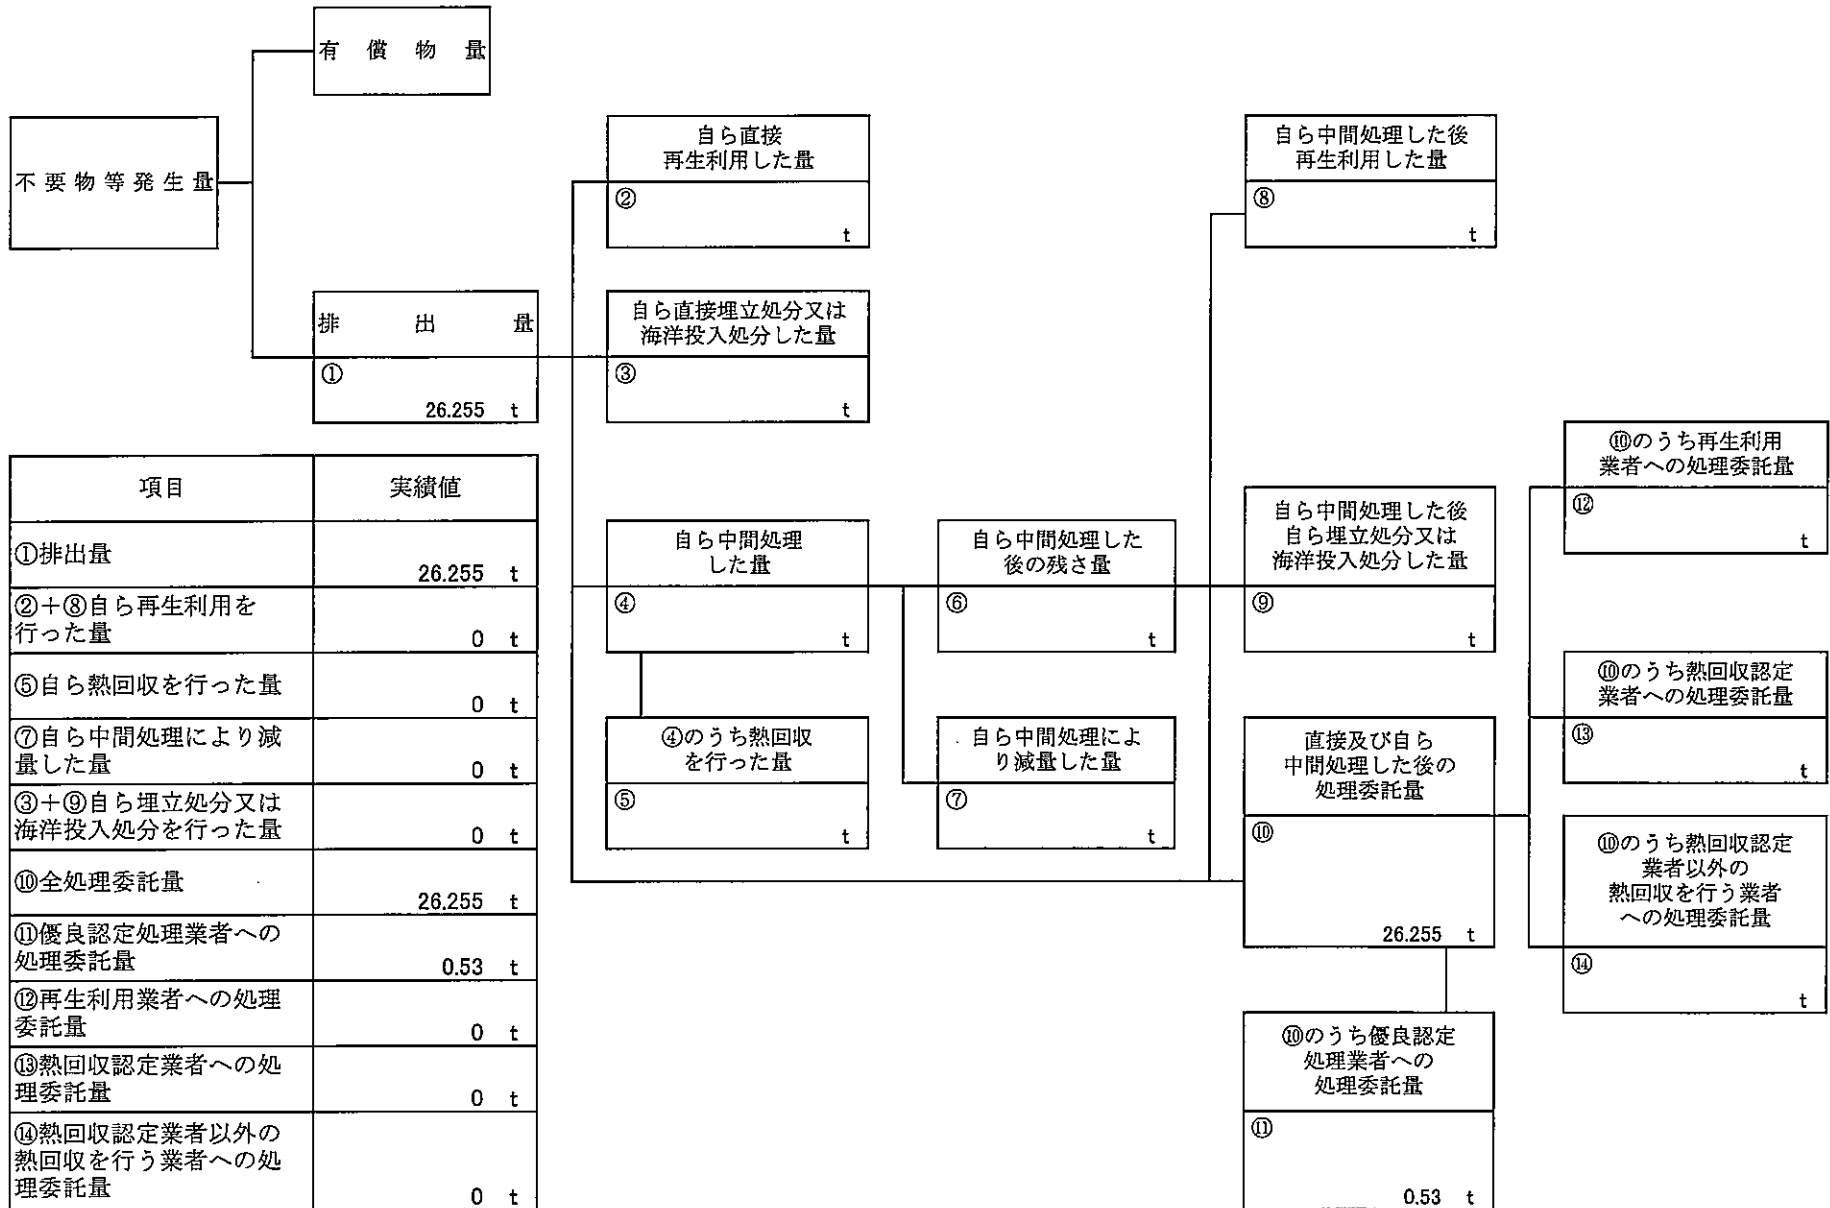 有償物量
不要物等発生量
自ら直接
再生利用した量
②
t
自ら中間処理した後
再生利用した量
⑧
t
排出量
①
26.255 t
自ら直接埋立処分又は
海洋投入処分した量
③
t
項目 実績値
①排出量
26.255 t
②＋⑧自ら再生利用を
行った量
0 t
⑤自ら熱回収を行った量
0 t
⑦自ら中間処理により減
量した量
0 t
③＋⑨自ら埋立処分又は
海洋投入処分を行った量
0 t
⑩全処理委託量
26.255 t
⑪優良認定処理業者への
処理委託量
0.53 t
⑫再生利用業者への処理
委託量
0 t
⑬熱回収認定業者への処
理委託量
0 t
⑭熱回収認定業者以外の
熱回収を行う業者への処
理委託量
0 t
自ら中間処理
した量
④
t
自ら中間処理した
後の残さ量
⑥
t
自ら中間処理した後
自ら埋立処分又は
海洋投入処分した量
⑨
t
④のうち熱回収
を行った量
⑤
t
自ら中間処理によ
り減量した量
⑦
t
直接及び自ら
中間処理した後の
処理委託量
⑩
26.255 t
⑩のうち優良認定
処理業者への
処理委託量
⑪
0.53 t
⑩のうち再生利用
業者への処理委託量
⑫
t
⑩のうち熱回収認定
業者への処理委託量
⑬
t
⑩のうち熱回収認定
業者以外の
熱回収を行う業者
への処理委託量
⑭
t